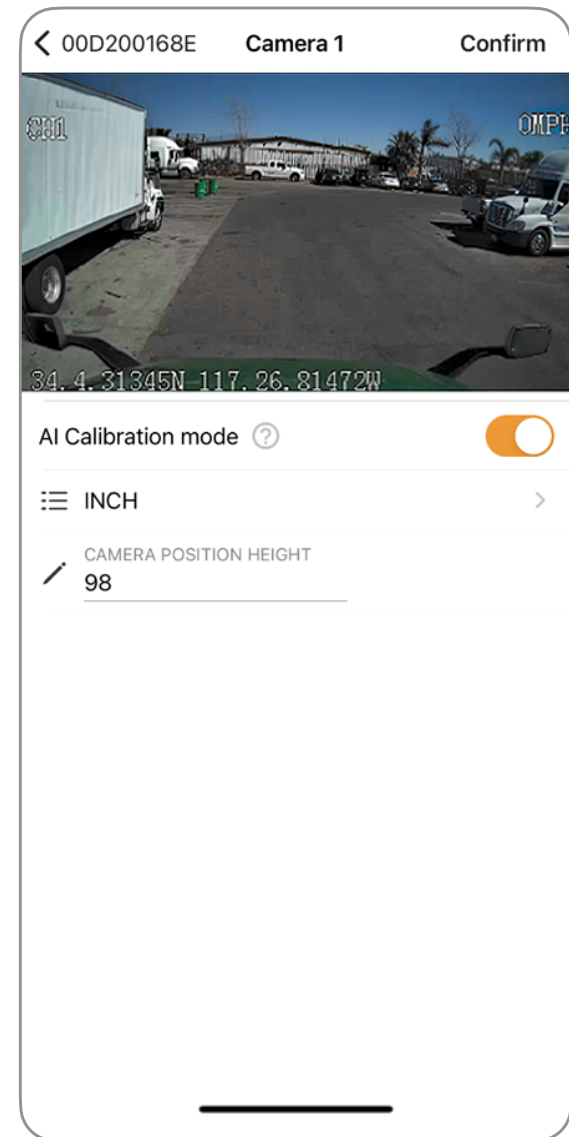 00D200168E Camera 1 Confirm
CH1 0MPH
34. 4. 31345N 117. 26. 81472W
AI Calibration mode ?
INCH
CAMERA POSITION HEIGHT
98